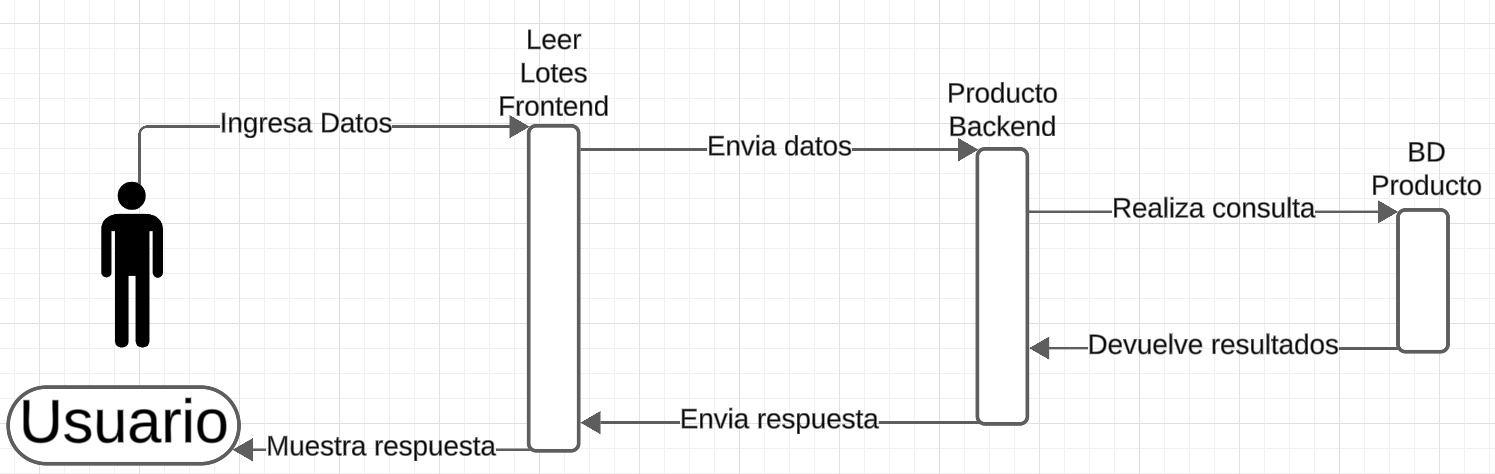 Leer
Lotes
Frontend
Producto
Backend
BD
Producto
Ingresa Datos
Envia datos
Realiza consulta
Devuelve resultados
Envia respuesta
Muestra respuesta
Usuario